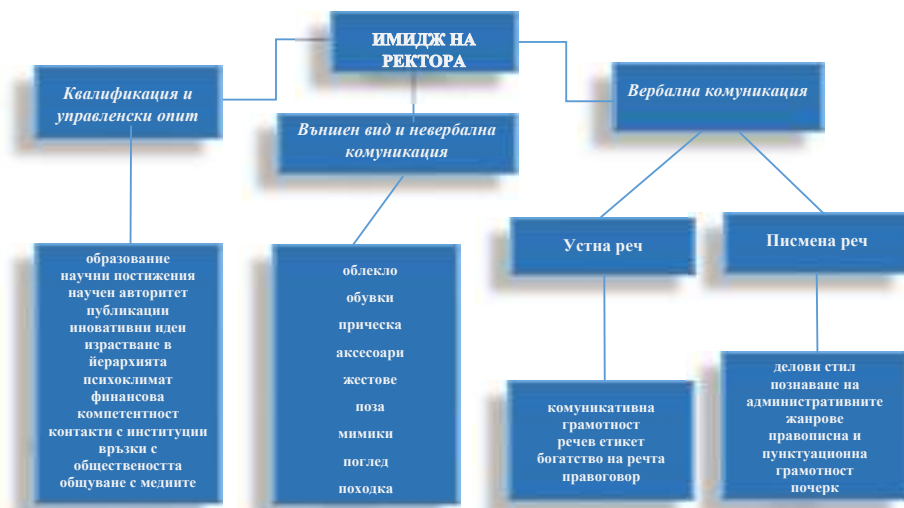 ИМИДЖ НА
РЕКТОРА
Квалификация и
управленски опит
Външен вид и невербална
комуникация
Вербална комуникация
Устна реч
Писмена реч
образование
научни постижения
научен авторитет
публикации
иновативни идеи
израстване в
йерархията
психоклимат
финансова
компетентност
контакти с институции
връзки с
обществеността
общуване с медиите
облекло
обувки
прическа
аксесоари
жестове
поза
мимики
поглед
походка
комуникативна
грамотност
речев етикет
богатство на речта
правоговор
делови стил
познаване на
административните
жанрове
правописна и
пунктуационна
грамотност
почерк